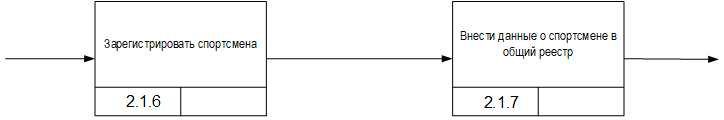 Зарегистрировать спортсмена
2.1.6
Внести данные о спортсмене в
общий реестр
2.1.7